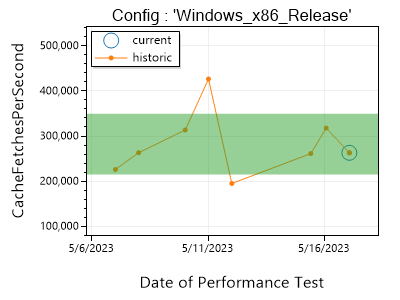 Config : 'Windows_x86_Release'
current
historic
CacheFetchesPerSecond
500,000
400,000
300,000
200,000
100,000
5/6/2023
5/11/2023
5/16/2023
Date of Performance Test